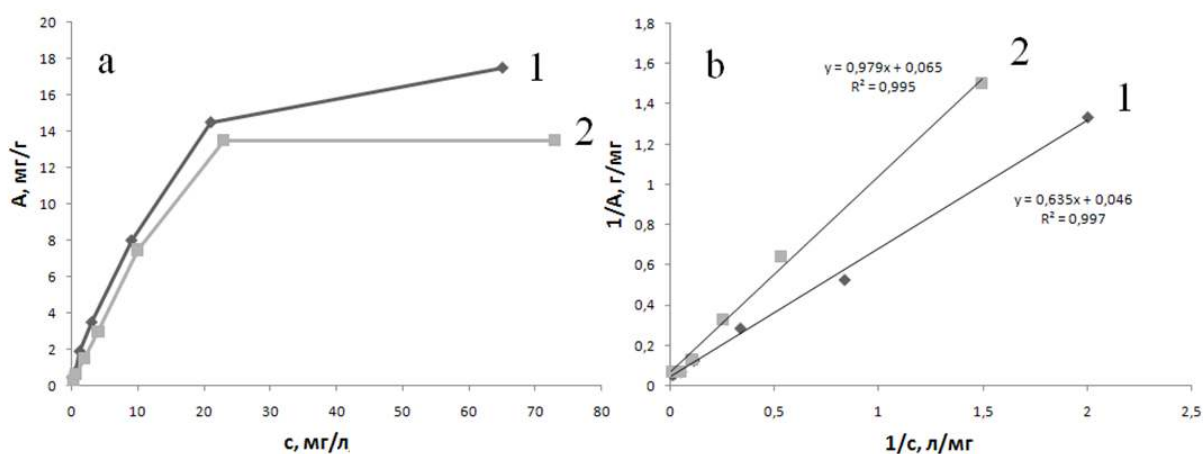 a
20
18
16
14
12
10
8
6
4
2
0
A, мг/г
1
2
0 10 20 30 40 50 60 70 80
c, мг/л
b
1,8
1,6
1,4
1,2
1
0,8
0,6
0,4
0,2
0
1/A, г/мг
y = 0,979x + 0,065
R² = 0,995
2
1
y = 0,635x + 0,046
R² = 0,997
0 0,5 1 1,5 2 2,5
1/c, л/мг